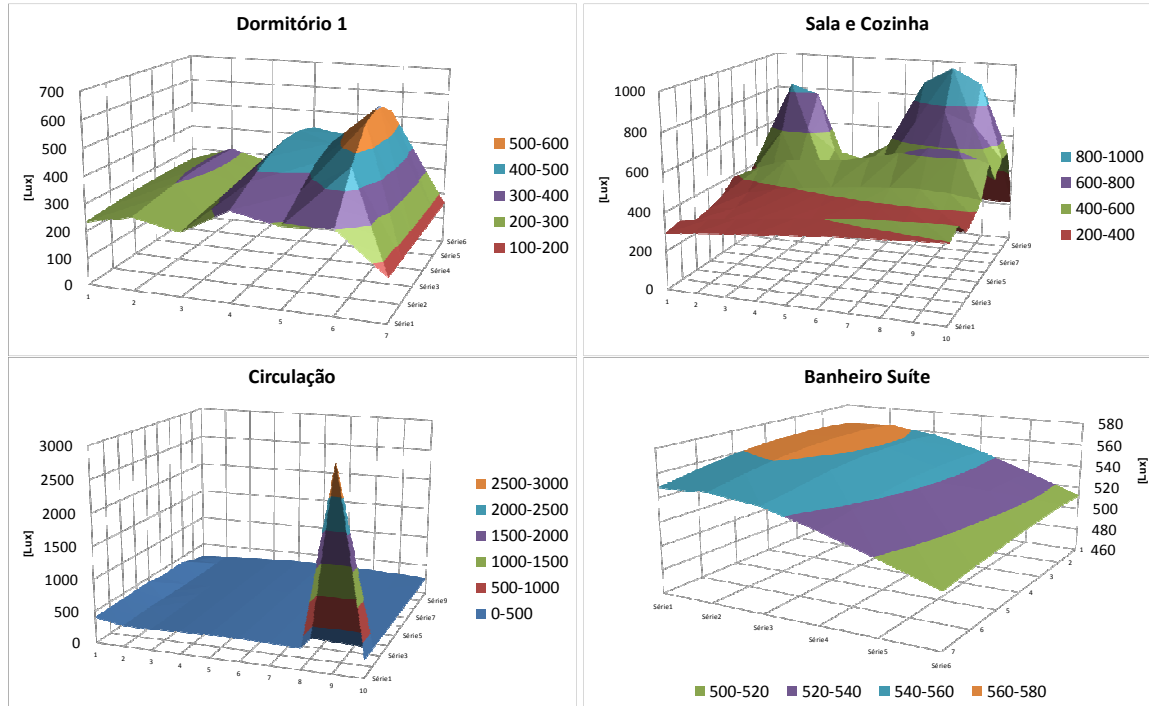 Dormitório 1
700
600
500
400
300
200
100
0
[Lux]
1
2
3
4
5
6
7
Série1
Série2
Série3
Série4
Série5
Série6
500-600
400-500
300-400
200-300
100-200
Sala e Cozinha
1000
800
600
400
200
0
[Lux]
1
2
3
4
5
6
7
8
9
10
Série1
Série3
Série5
Série7
Série9
800-1000
600-800
400-600
200-400
Circulação
3000
2500
2000
1500
1000
500
0
[Lux]
1
2
3
4
5
6
7
8
9
10
Série1
Série3
Série5
Série7
Série9
2500-3000
2000-2500
1500-2000
1000-1500
500-1000
0-500
Banheiro Suíte
580
560
540
520
500
480
460
[Lux]
1
2
3
4
5
6
7
Série1
Série2
Série3
Série4
Série5
Série6
500-520 520-540 540-560 560-580